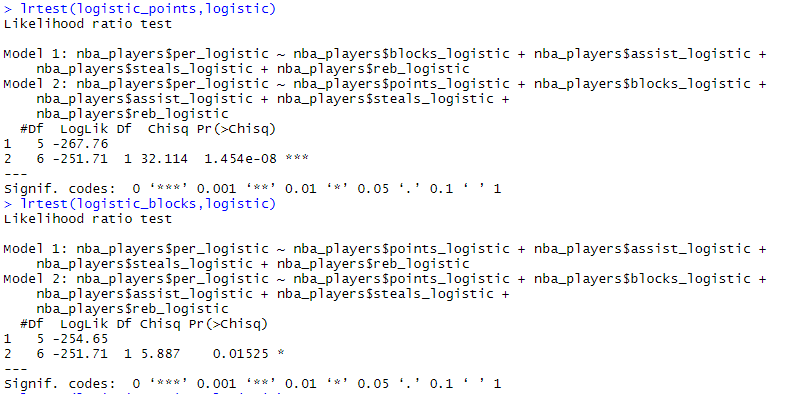 > lrtest(logistic_points,logistic)
Likelihood ratio test

Model 1: nba_players$per_logistic ~ nba_players$blocks_logistic + nba_players$assist_logistic +
    nba_players$steals_logistic + nba_players$reb_logistic
Model 2: nba_players$per_logistic ~ nba_players$points_logistic + nba_players$blocks_logistic +
    nba_players$assist_logistic + nba_players$steals_logistic +
    nba_players$reb_logistic
  #Df  LogLik Df  Chisq Pr(>Chisq)
1   5 -267.76
2   6 -251.71  1 32.114  1.454e-08 ***
---
Signif. codes:  0 ‘***’ 0.001 ‘**’ 0.01 ‘*’ 0.05 ‘.’ 0.1 ‘ ’ 1
> lrtest(logistic_blocks,logistic)
Likelihood ratio test

Model 1: nba_players$per_logistic ~ nba_players$points_logistic + nba_players$assist_logistic +
    nba_players$steals_logistic + nba_players$reb_logistic
Model 2: nba_players$per_logistic ~ nba_players$points_logistic + nba_players$blocks_logistic +
    nba_players$assist_logistic + nba_players$steals_logistic +
    nba_players$reb_logistic
  #Df  LogLik Df Chisq Pr(>Chisq)
1   5 -254.65
2   6 -251.71  1 5.887    0.01525 *
---
Signif. codes:  0 ‘***’ 0.001 ‘**’ 0.01 ‘*’ 0.05 ‘.’ 0.1 ‘ ’ 1